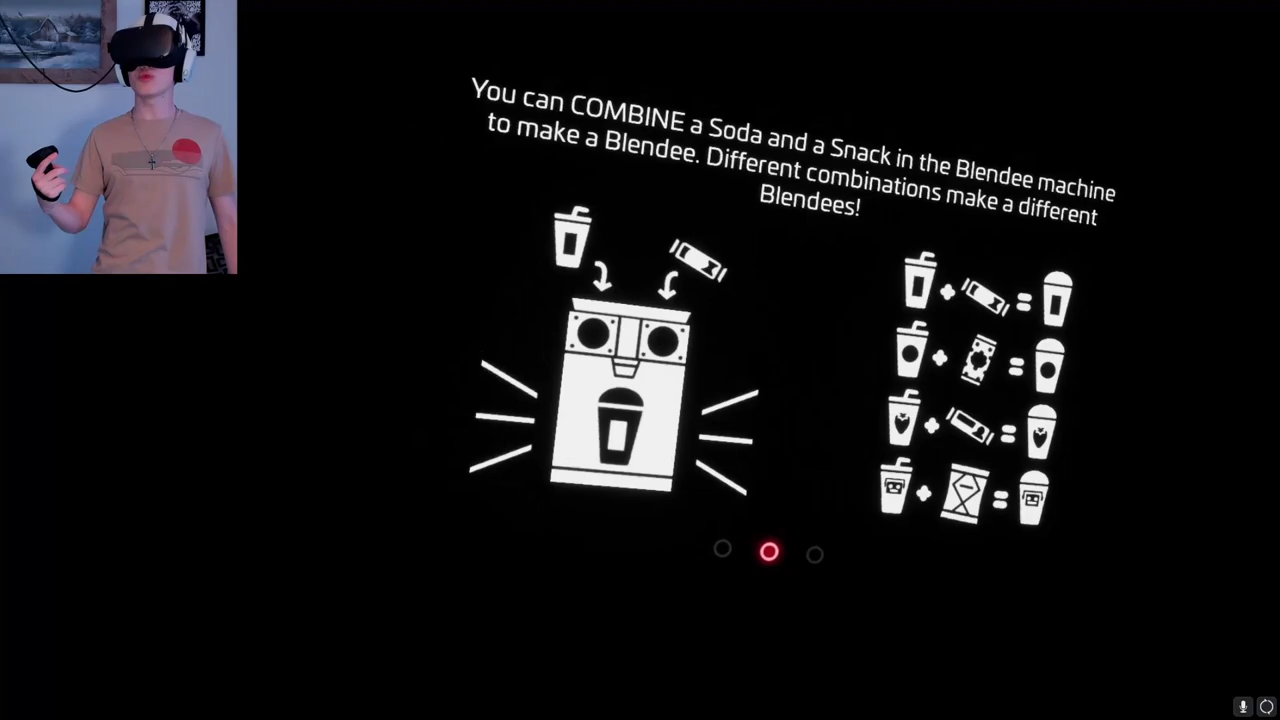 You can COMBINE a Soda and a Snack in the Blendee machine
to make a Blendee. Different combinations make a different
Blendees!